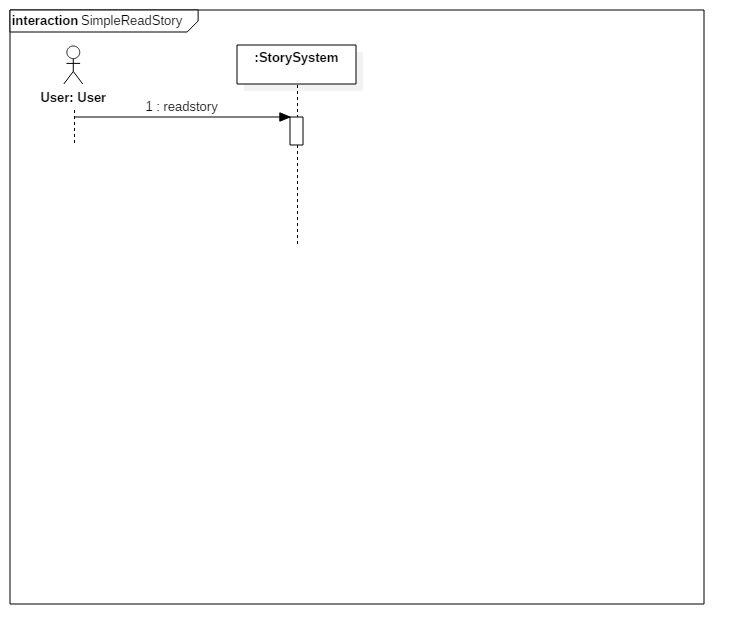 interaction SimpleReadStory
:StorySystem
User: User
1 : readstory